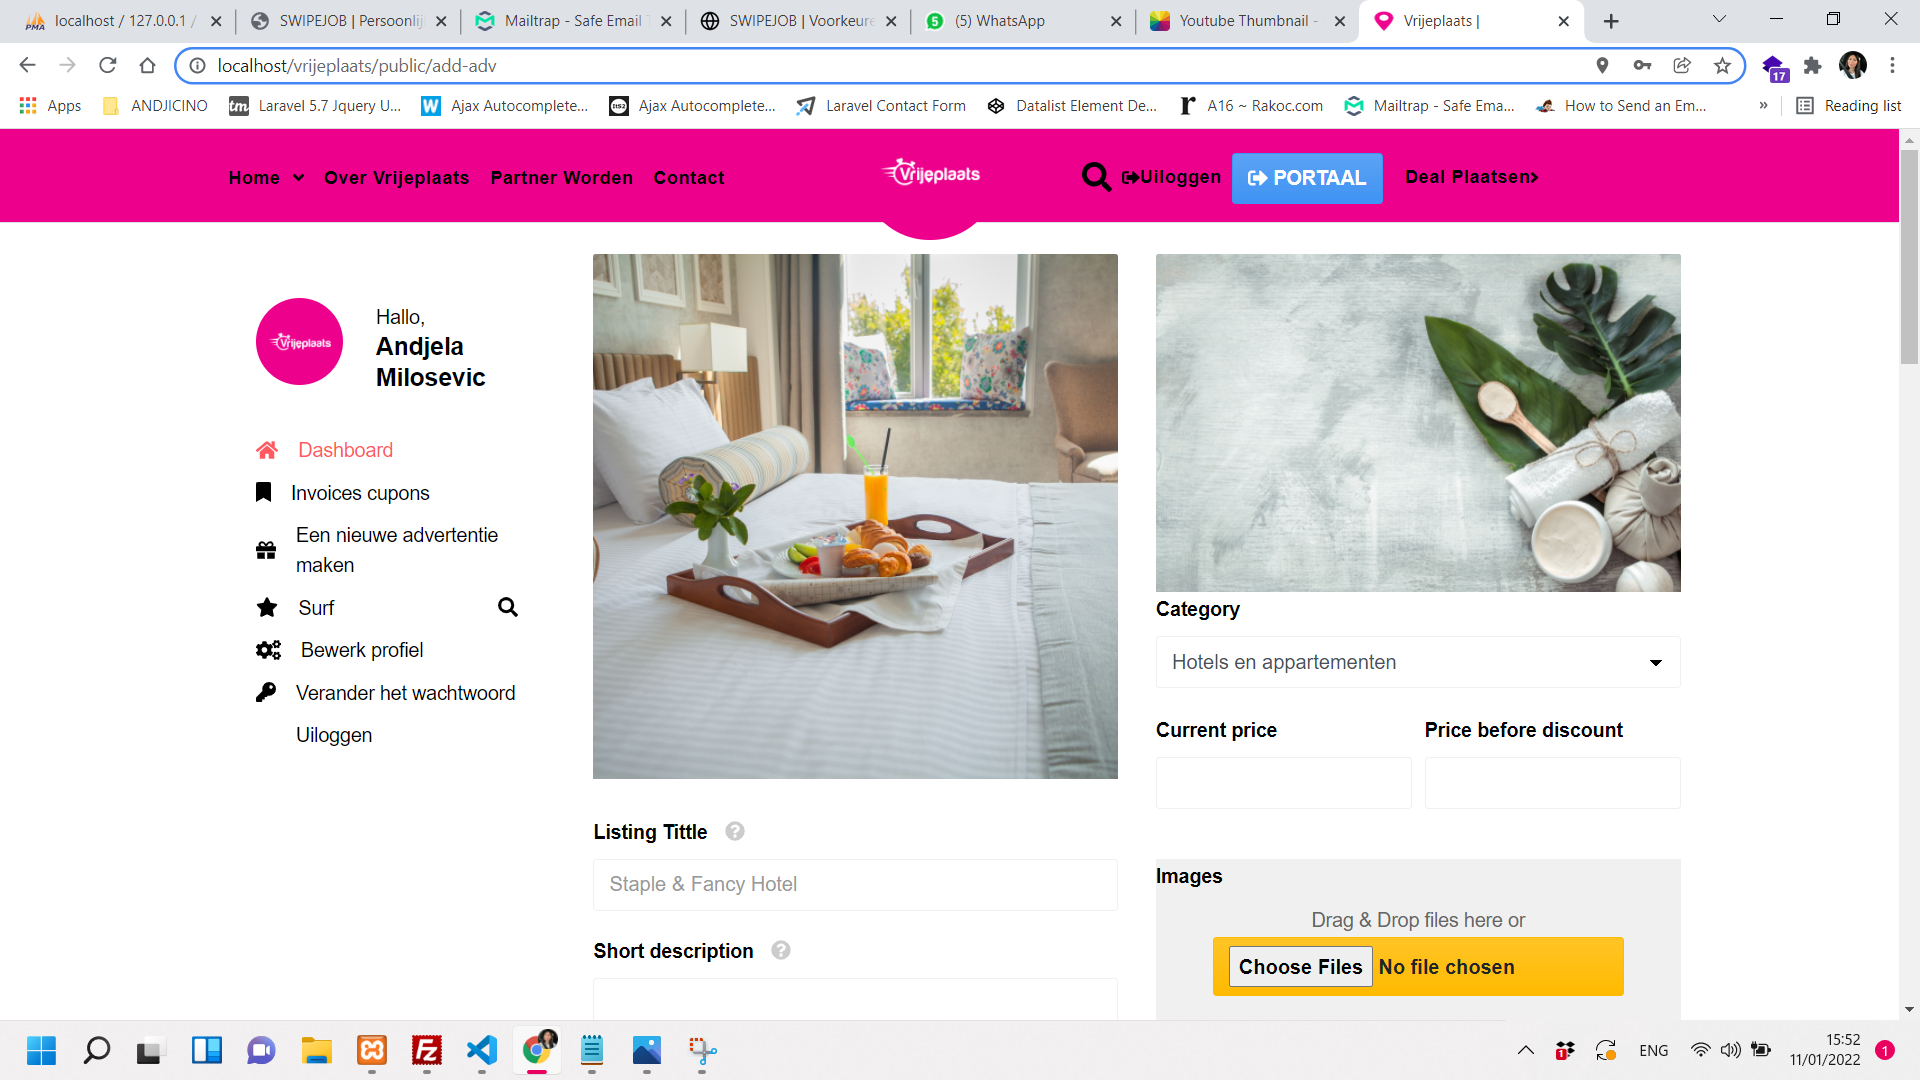 localhost / 127.0.0.1 /
SWIPEJOB | Persoonlij
Mailtrap - Safe Email T
SWIPEJOB | Voorkeure
(5) WhatsApp
Youtube Thumbnail -
Vrijeplaats |
localhost/vrijeplaats/public/add-adv
17
Apps
ANDJICINO
tm
Laravel 5.7 Jquery U...
W
Ajax Autocomplete...
Ajax Autocomplete...
Laravel Contact Form
Datalist Element De...
r
A16 ~ Rakoc.com
Mailtrap - Safe Ema...
How to Send an Em...
»
Reading list
Home
Over Vrijeplaats
Partner Worden
Contact
Vrijeplaats
Uiloggen
PORTAAL
Deal Plaatsen
Vrijeplaats
Hallo,
Andjela
Milosevic
Dashboard
Invoices cupons
Een nieuwe advertentie
maken
Surf
Bewerk profiel
Verander het wachtwoord
Uiloggen
Listing Tittle
Staple & Fancy Hotel
Short description
Category
Hotels en appartementen
Current price
Price before discount
Images
Drag & Drop files here or
Choose Files No file chosen
1
ENG
15:52
11/01/2022
1